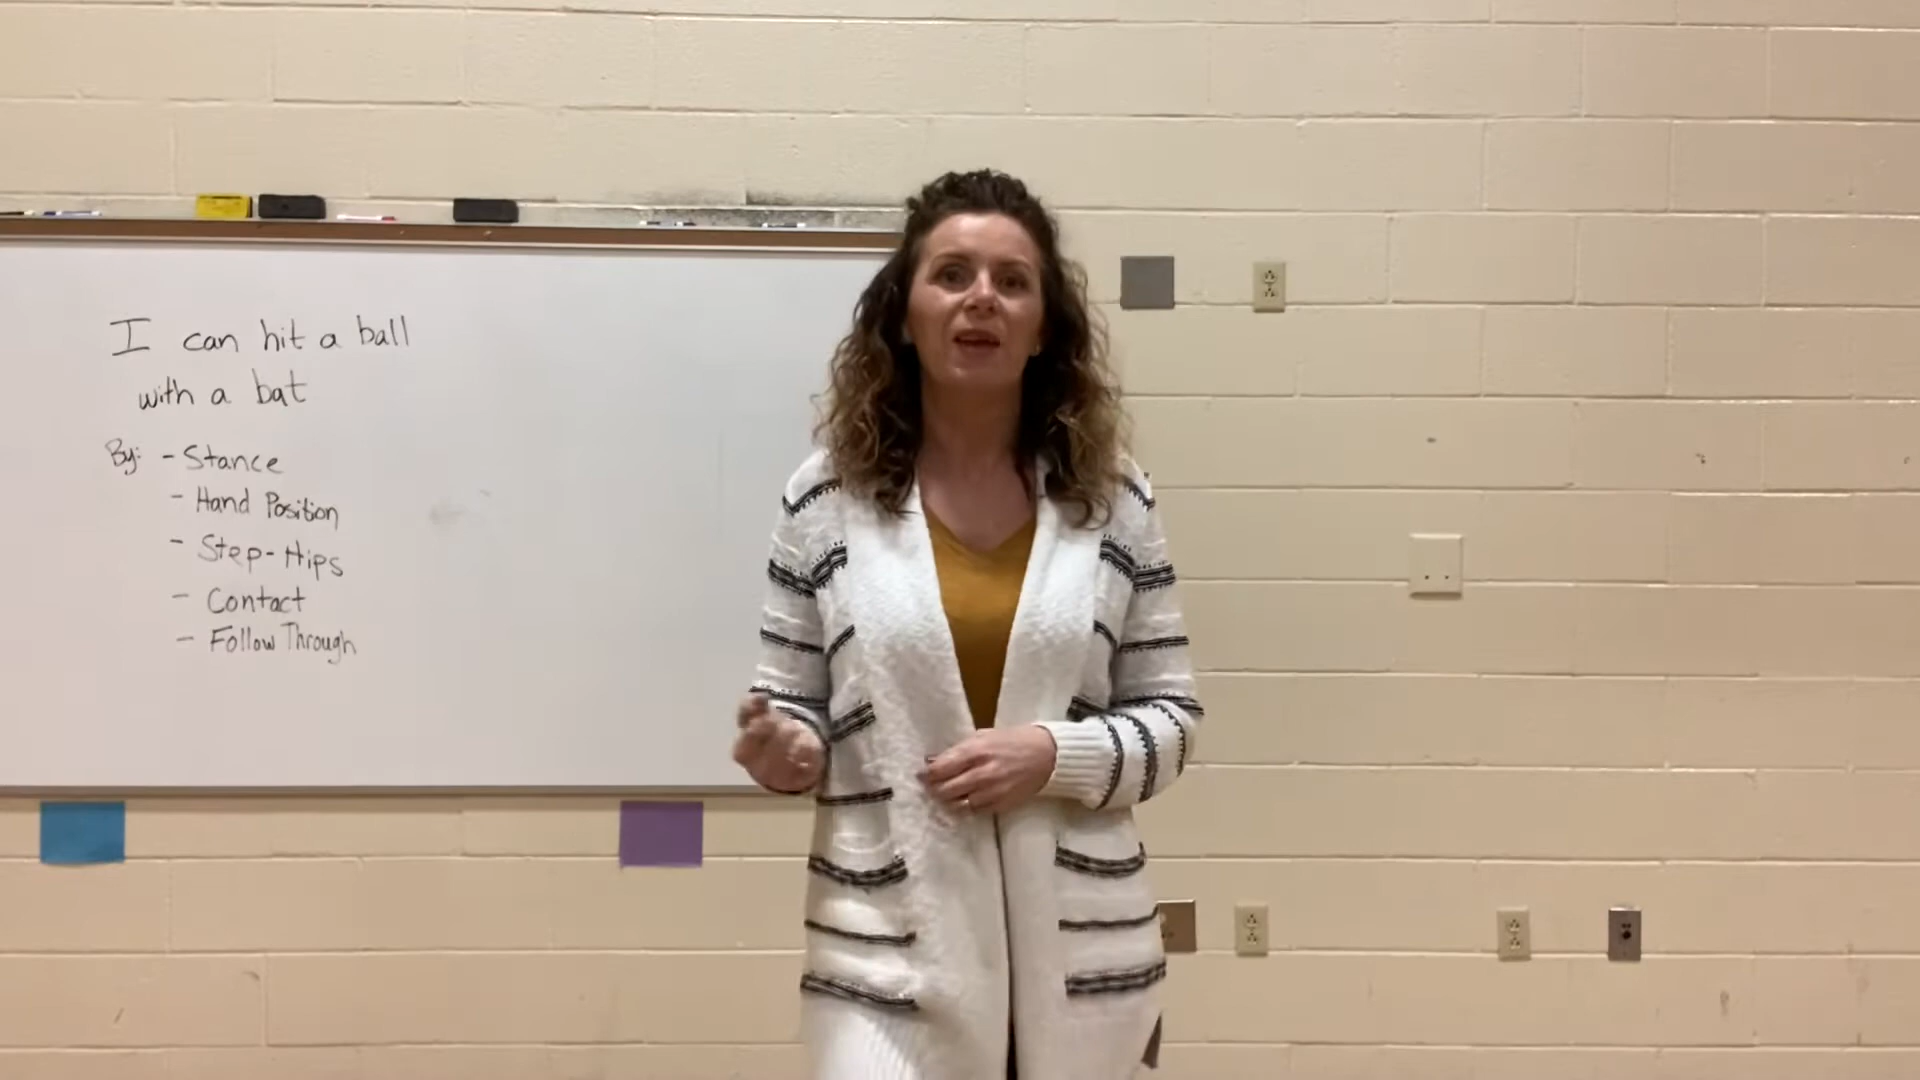 I can hit a ball
with a bat
By: - Stance
- Hand Position
- Step-Hips
- Contact
- Follow Through